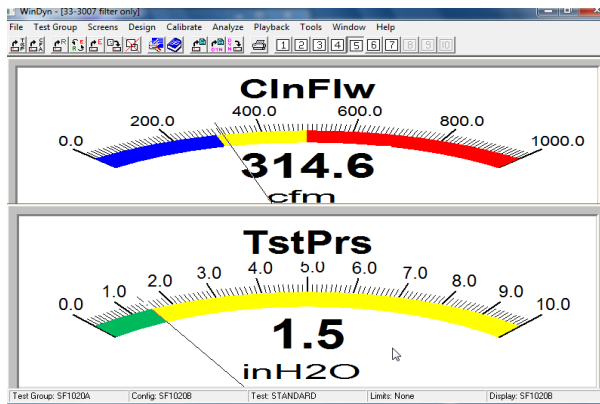 WinDyn - [33-3007 filter only]
File Test Group Screens Design Calibrate Analyze Playback Tools Window Help
1 2 3 4 5 6 7 8 9 10
ClnFlw
0.0 200.0 400.0 600.0 800.0 1000.0
314.6
cfm
TstPrs
0.0 1.0 2.0 3.0 4.0 5.0 6.0 7.0 8.0 9.0 10.0
1.5
inH2O
Test Group: SF1020A Config: SF1020B Test: STANDARD Limits: None Display: SF1020B